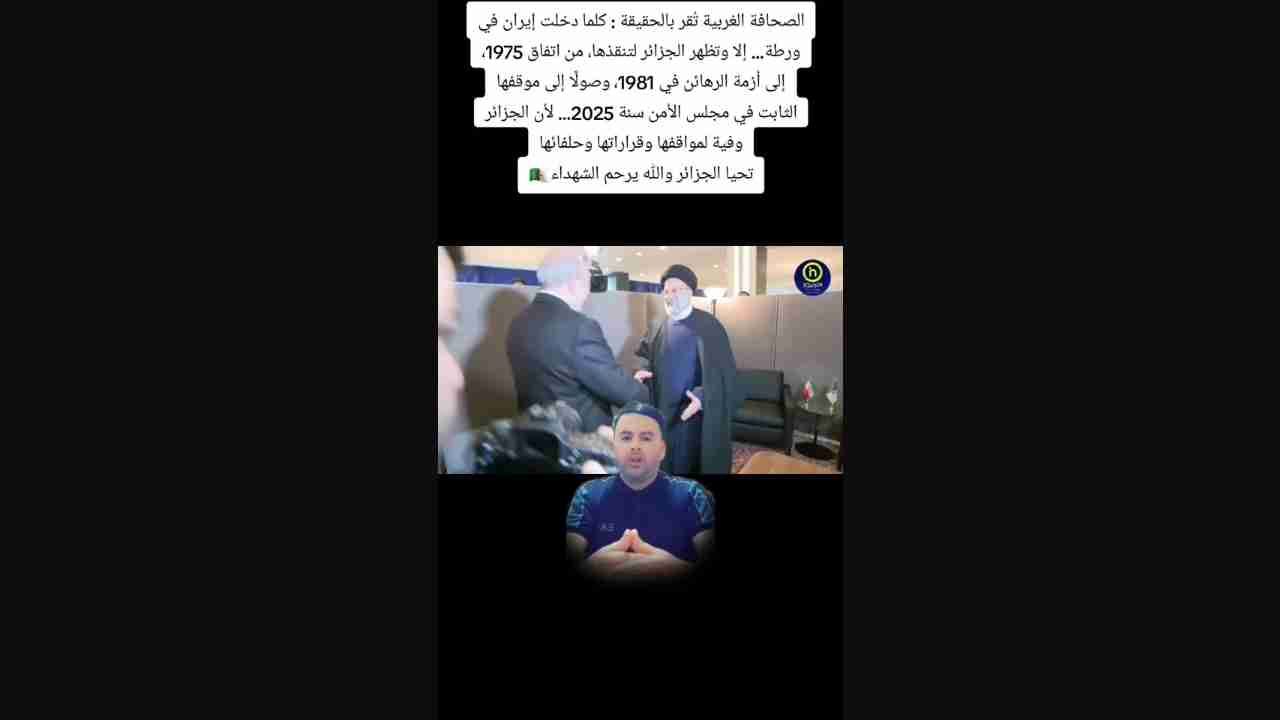 الصحافة الغربية تُقر بالحقيقة : كلما دخلت إيران في
ورطة... إلا وتظهر الجزائر لتنقذها، من اتفاق 1975،
إلى أزمة الرهائن في 1981، وصولًا إلى موقفها
الثابت في مجلس الأمن سنة 2025... لأن الجزائر
وفية لمواقفها وقراراتها وحلفائها
تحيا الجزائر والله يرحم الشهداء 🇩🇿